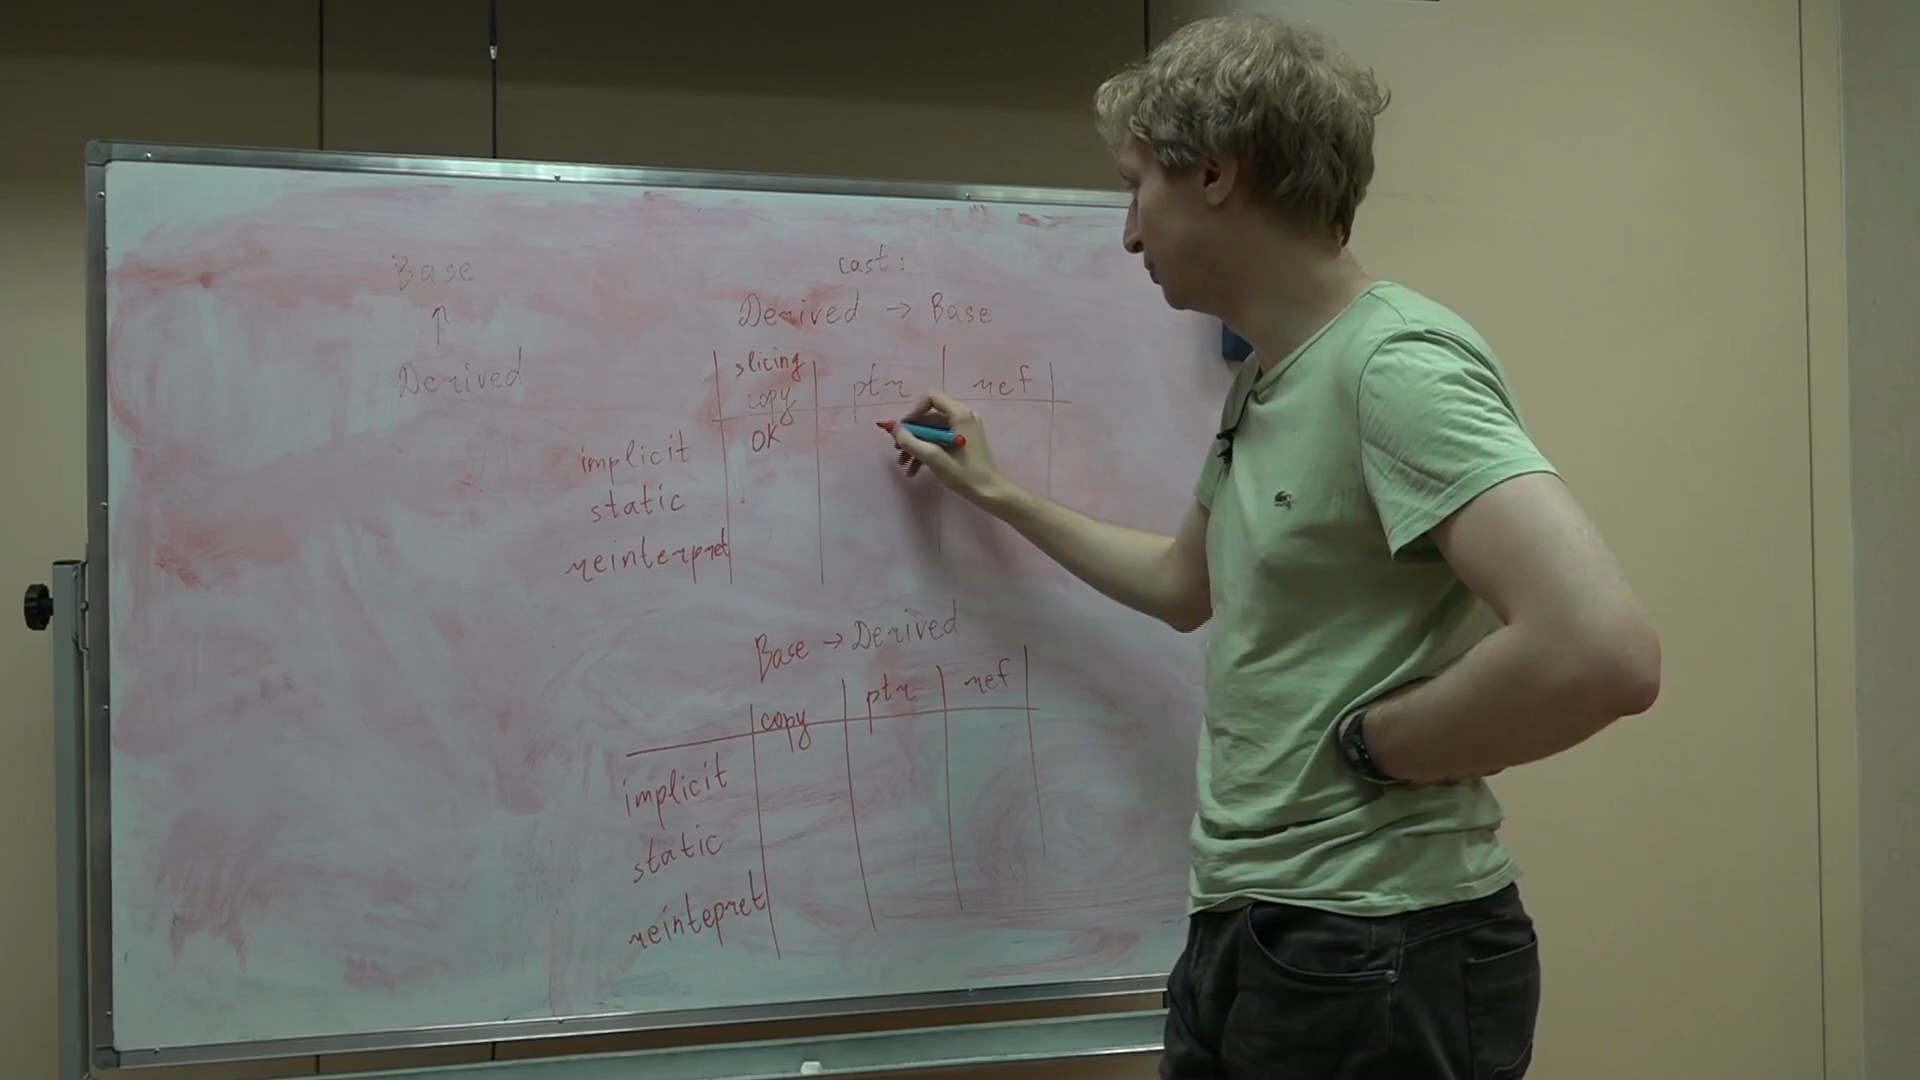 Base
↑
Derived
cast:
Derived → Base
slicing
copy ptr ref
implicit OK
static
reinterpret
Base → Derived
copy ptr ref
implicit
static
reintepret